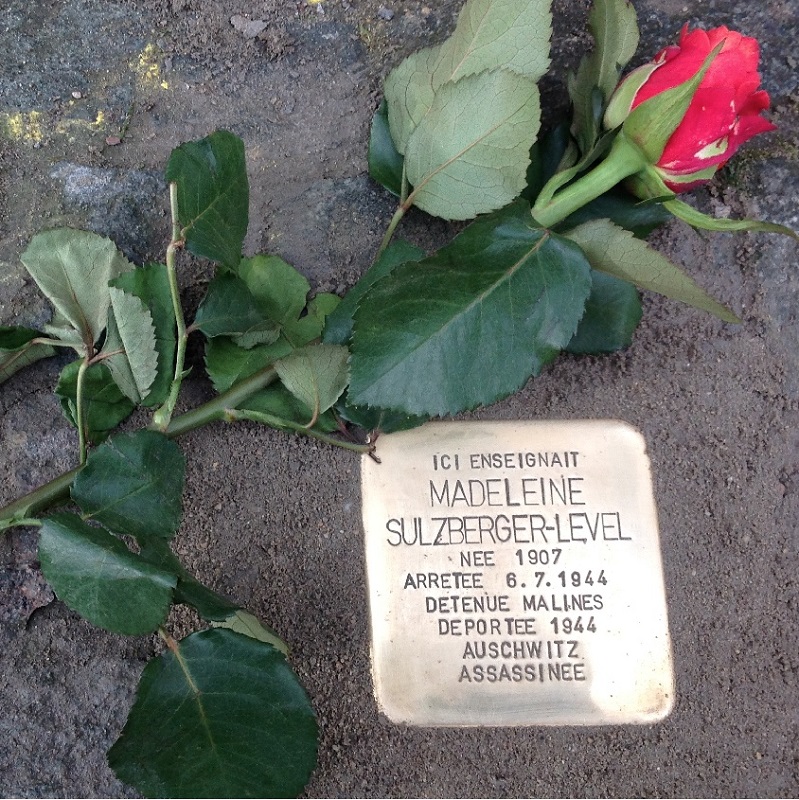 ICI ENSEIGNAIT
MADELEINE
SULZBERGER-LEVEL
NEE 1907
ARRETEE 6.7.1944
DETENUE MALINES
DEPORTEE 1944
AUSCHWITZ
ASSASSINEE